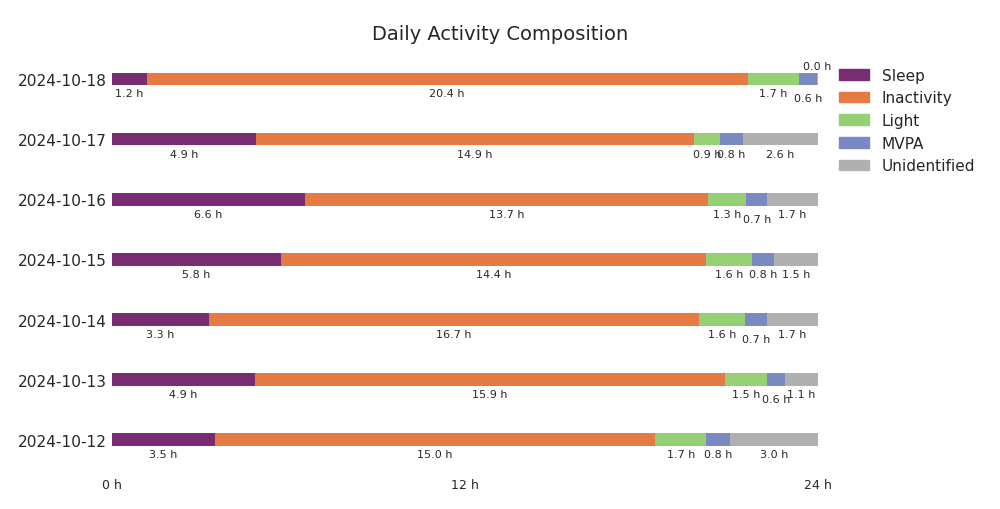 Daily Activity Composition
0.0 h
2024-10-18
1.2 h 20.4 h 1.7 h 0.6 h
2024-10-17
4.9 h 14.9 h 0.9 h 0.8 h 2.6 h
2024-10-16
6.6 h 13.7 h 1.3 h 0.7 h 1.7 h
2024-10-15
5.8 h 14.4 h 1.6 h 0.8 h 1.5 h
2024-10-14
3.3 h 16.7 h 1.6 h 0.7 h 1.7 h
2024-10-13
4.9 h 15.9 h 1.5 h 0.6 h 1.1 h
2024-10-12
3.5 h 15.0 h 1.7 h 0.8 h 3.0 h
0 h 12 h 24 h
Sleep
Inactivity
Light
MVPA
Unidentified